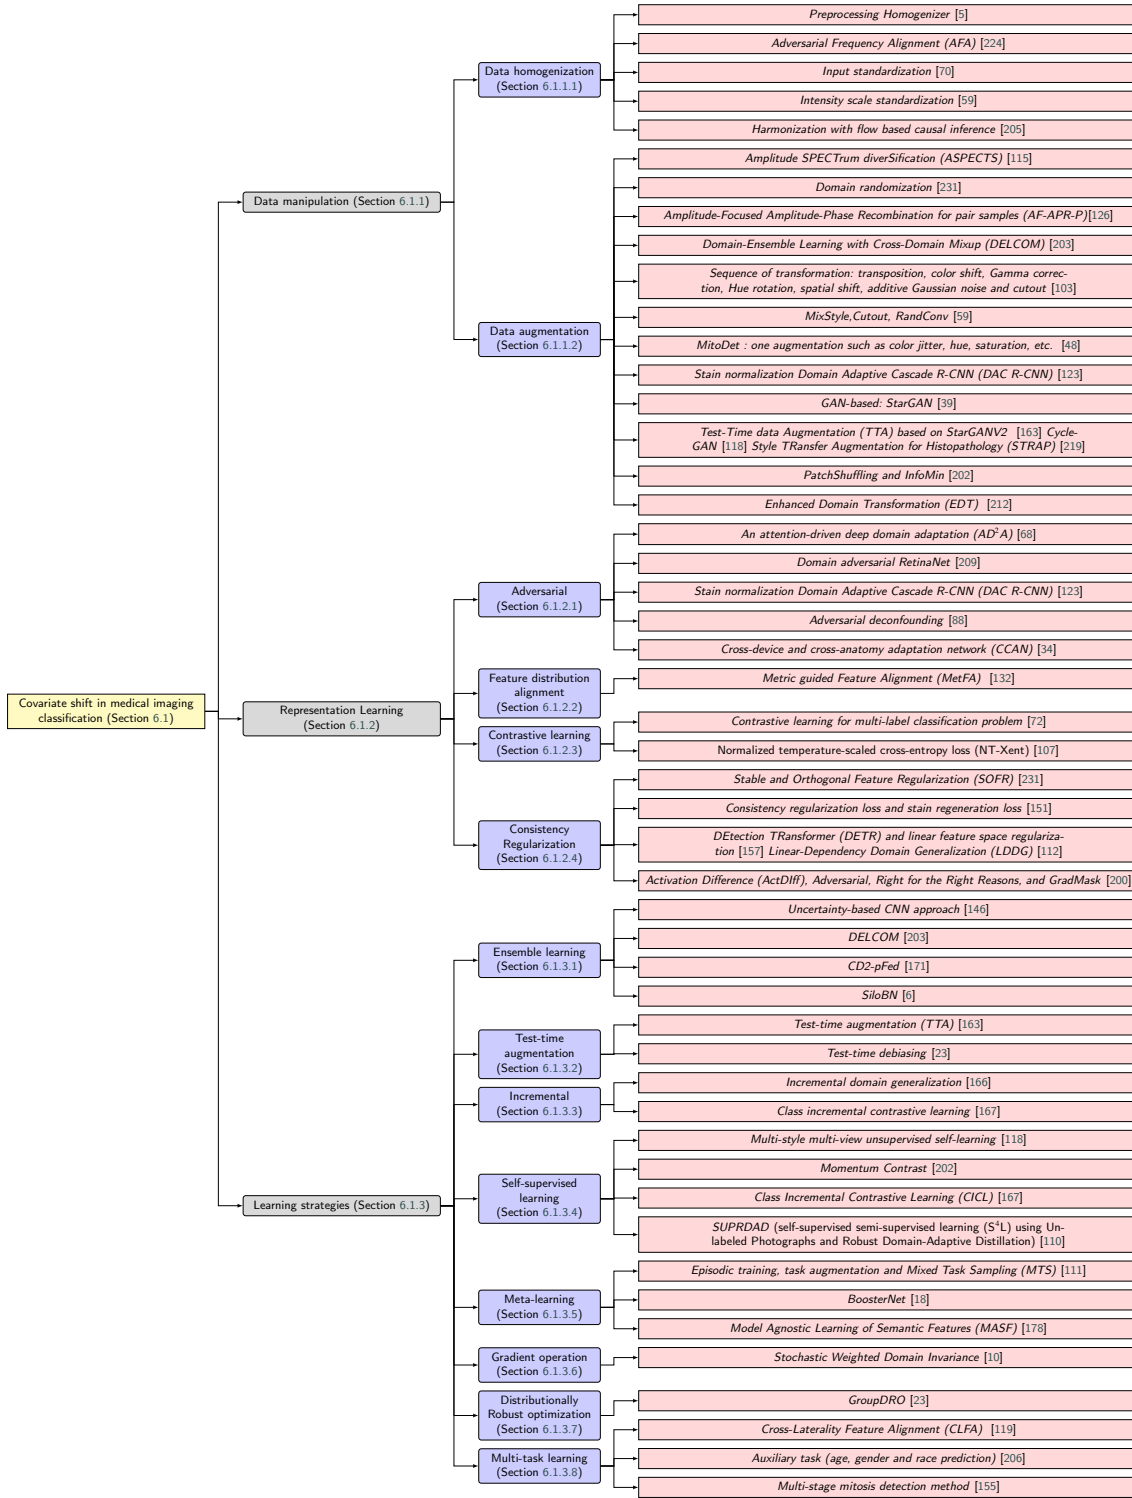 Covariate shift in medical imaging
classification (Section 6.1)
Data manipulation (Section 6.1.1)
Data homogenization
(Section 6.1.1.1)
Preprocessing Homogenizer [5]
Adversarial Frequency Alignment (AFA) [224]
Input standardization [70]
Intensity scale standardization [59]
Harmonization with flow based causal inference [205]
Data augmentation
(Section 6.1.1.2)
Amplitude SPECTrum diverSification (ASPECTS) [115]
Domain randomization [231]
Amplitude-Focused Amplitude-Phase Recombination for pair samples (AF-APR-P)[126]
Domain-Ensemble Learning with Cross-Domain Mixup (DELCOM) [203]
Sequence of transformation: transposition, color shift, Gamma correc-
tion, Hue rotation, spatial shift, additive Gaussian noise and cutout [103]
MixStyle,Cutout, RandConv [59]
MitoDet : one augmentation such as color jitter, hue, saturation, etc. [48]
Stain normalization Domain Adaptive Cascade R-CNN (DAC R-CNN) [123]
GAN-based: StarGAN [39]
Test-Time data Augmentation (TTA) based on StarGANV2 [163] Cycle-
GAN [118] Style TRansfer Augmentation for Histopathology (STRAP) [219]
PatchShuffling and InfoMin [202]
Enhanced Domain Transformation (EDT) [212]
Representation Learning
(Section 6.1.2)
Adversarial
(Section 6.1.2.1)
An attention-driven deep domain adaptation (AD²A) [68]
Domain adversarial RetinaNet [209]
Stain normalization Domain Adaptive Cascade R-CNN (DAC R-CNN) [123]
Adversarial deconfounding [88]
Cross-device and cross-anatomy adaptation network (CCAN) [34]
Feature distribution
alignment
(Section 6.1.2.2)
Metric guided Feature Alignment (MetFA) [132]
Contrastive learning
(Section 6.1.2.3)
Contrastive learning for multi-label classification problem [72]
Normalized temperature-scaled cross-entropy loss (NT-Xent) [107]
Consistency
Regularization
(Section 6.1.2.4)
Stable and Orthogonal Feature Regularization (SOFR) [231]
Consistency regularization loss and stain regeneration loss [151]
DEtection TRansformer (DETR) and linear feature space regulariza-
tion [157] Linear-Dependency Domain Generalization (LDDG) [112]
Activation Difference (ActDIff), Adversarial, Right for the Right Reasons, and GradMask [200]
Learning strategies (Section 6.1.3)
Ensemble learning
(Section 6.1.3.1)
Uncertainty-based CNN approach [146]
DELCOM [203]
CD2-pFed [171]
SiloBN [6]
Test-time
augmentation
(Section 6.1.3.2)
Test-time augmentation (TTA) [163]
Test-time debiasing [23]
Incremental
(Section 6.1.3.3)
Incremental domain generalization [166]
Class incremental contrastive learning [167]
Self-supervised
learning
(Section 6.1.3.4)
Multi-style multi-view unsupervised self-learning [118]
Momentum Contrast [202]
Class Incremental Contrastive Learning (CICL) [167]
SUPRDAD (self-supervised semi-supervised learning (S⁴L) using Un-
labeled Photographs and Robust Domain-Adaptive Distillation) [110]
Meta-learning
(Section 6.1.3.5)
Episodic training, task augmentation and Mixed Task Sampling (MTS) [111]
BoosterNet [18]
Model Agnostic Learning of Semantic Features (MASF) [178]
Gradient operation
(Section 6.1.3.6)
Stochastic Weighted Domain Invariance [10]
Distributionally
Robust optimization
(Section 6.1.3.7)
GroupDRO [23]
Multi-task learning
(Section 6.1.3.8)
Cross-Laterality Feature Alignment (CLFA) [119]
Auxiliary task (age, gender and race prediction) [206]
Multi-stage mitosis detection method [155]